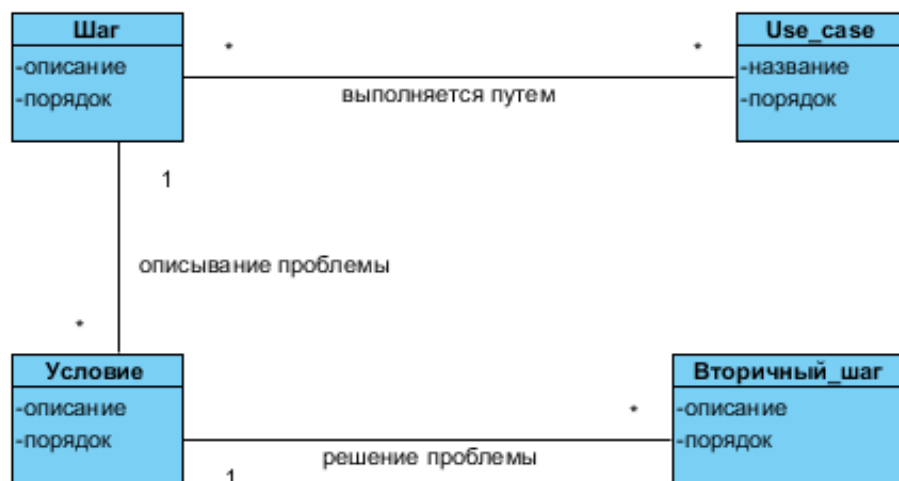 Шаг
-описание
-порядок
*
*
выполняется путем
Use_case
-название
-порядок
1
описывание проблемы
*
Условие
-описание
-порядок
1
решение проблемы
*
Вторичный_шаг
-описание
-порядок